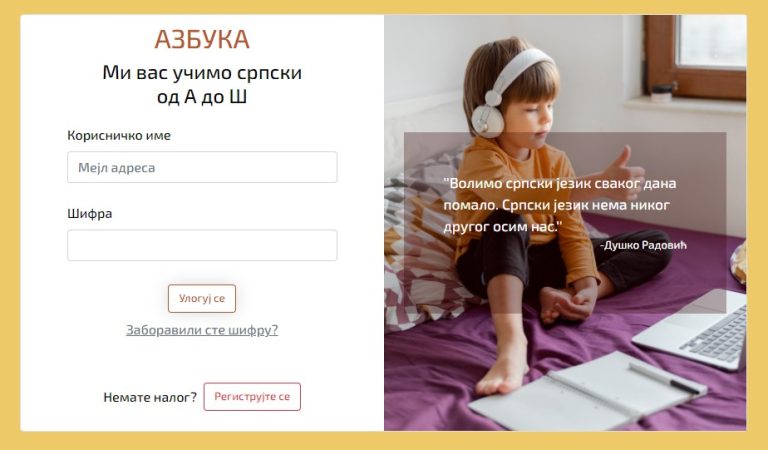 АЗБУКА
Ми вас учимо српски
од А до Ш
Корисничко име
Мејл адреса
Шифра
Улогуј се
Заборавили сте шифру?
Немате налог? Региструјте се
"Волимо српски језик сваког дана
помало. Српски језик нема никог
другог осим нас."
-Душко Радовић